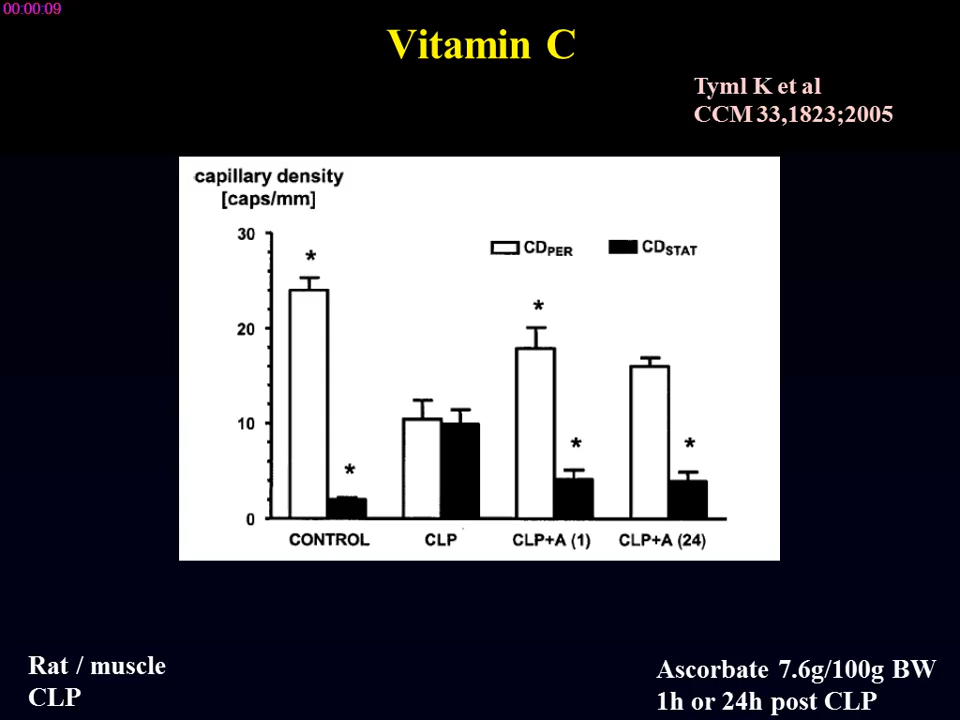 00:00:09
Vitamin C
Tyml K et al
CCM 33,1823;2005
capillary density
[caps/mm]
30
20
10
0
CD_PER
CD_STAT
*
*
*
*
*
CONTROL
CLP
CLP+A (1)
CLP+A (24)
Rat / muscle
CLP
Ascorbate 7.6g/100g BW
1h or 24h post CLP